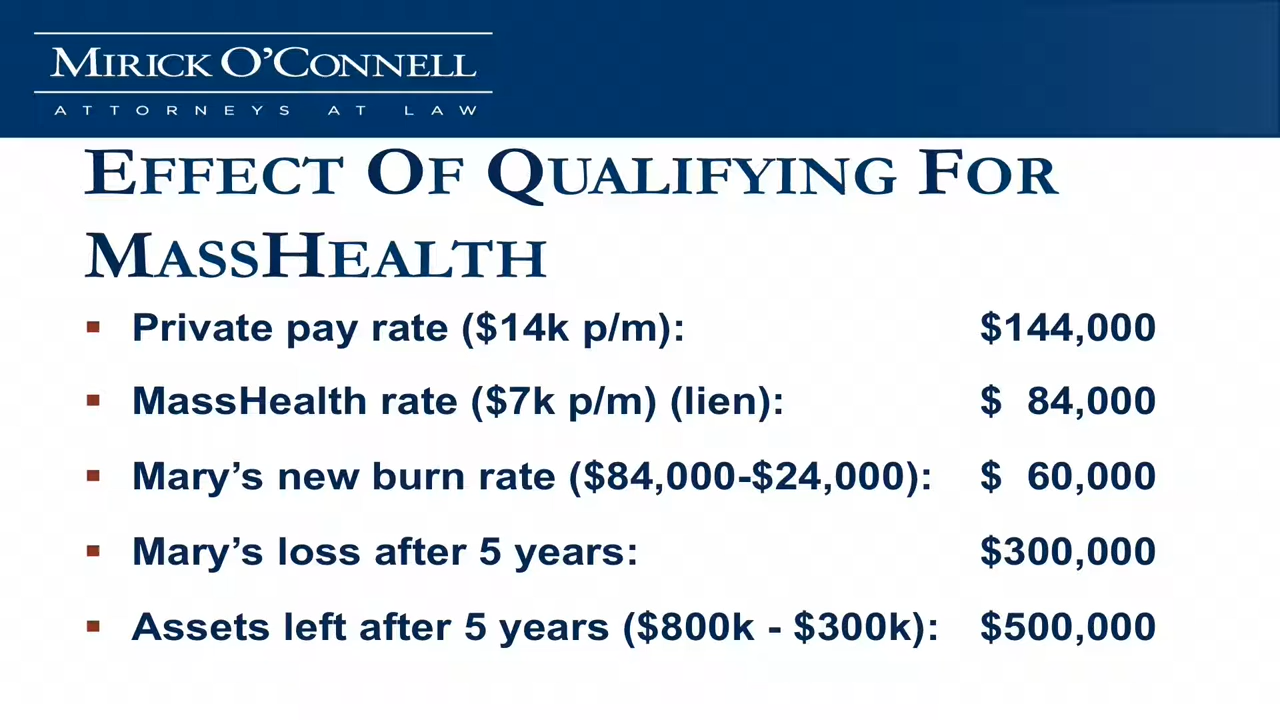 MIRICK O'CONNELL
ATTORNEYS AT LAW
EFFECT OF QUALIFYING FOR
MASSHEALTH
▪ Private pay rate ($14k p/m): $144,000
▪ MassHealth rate ($7k p/m) (lien): $ 84,000
▪ Mary’s new burn rate ($84,000-$24,000): $ 60,000
▪ Mary’s loss after 5 years: $300,000
▪ Assets left after 5 years ($800k - $300k): $500,000